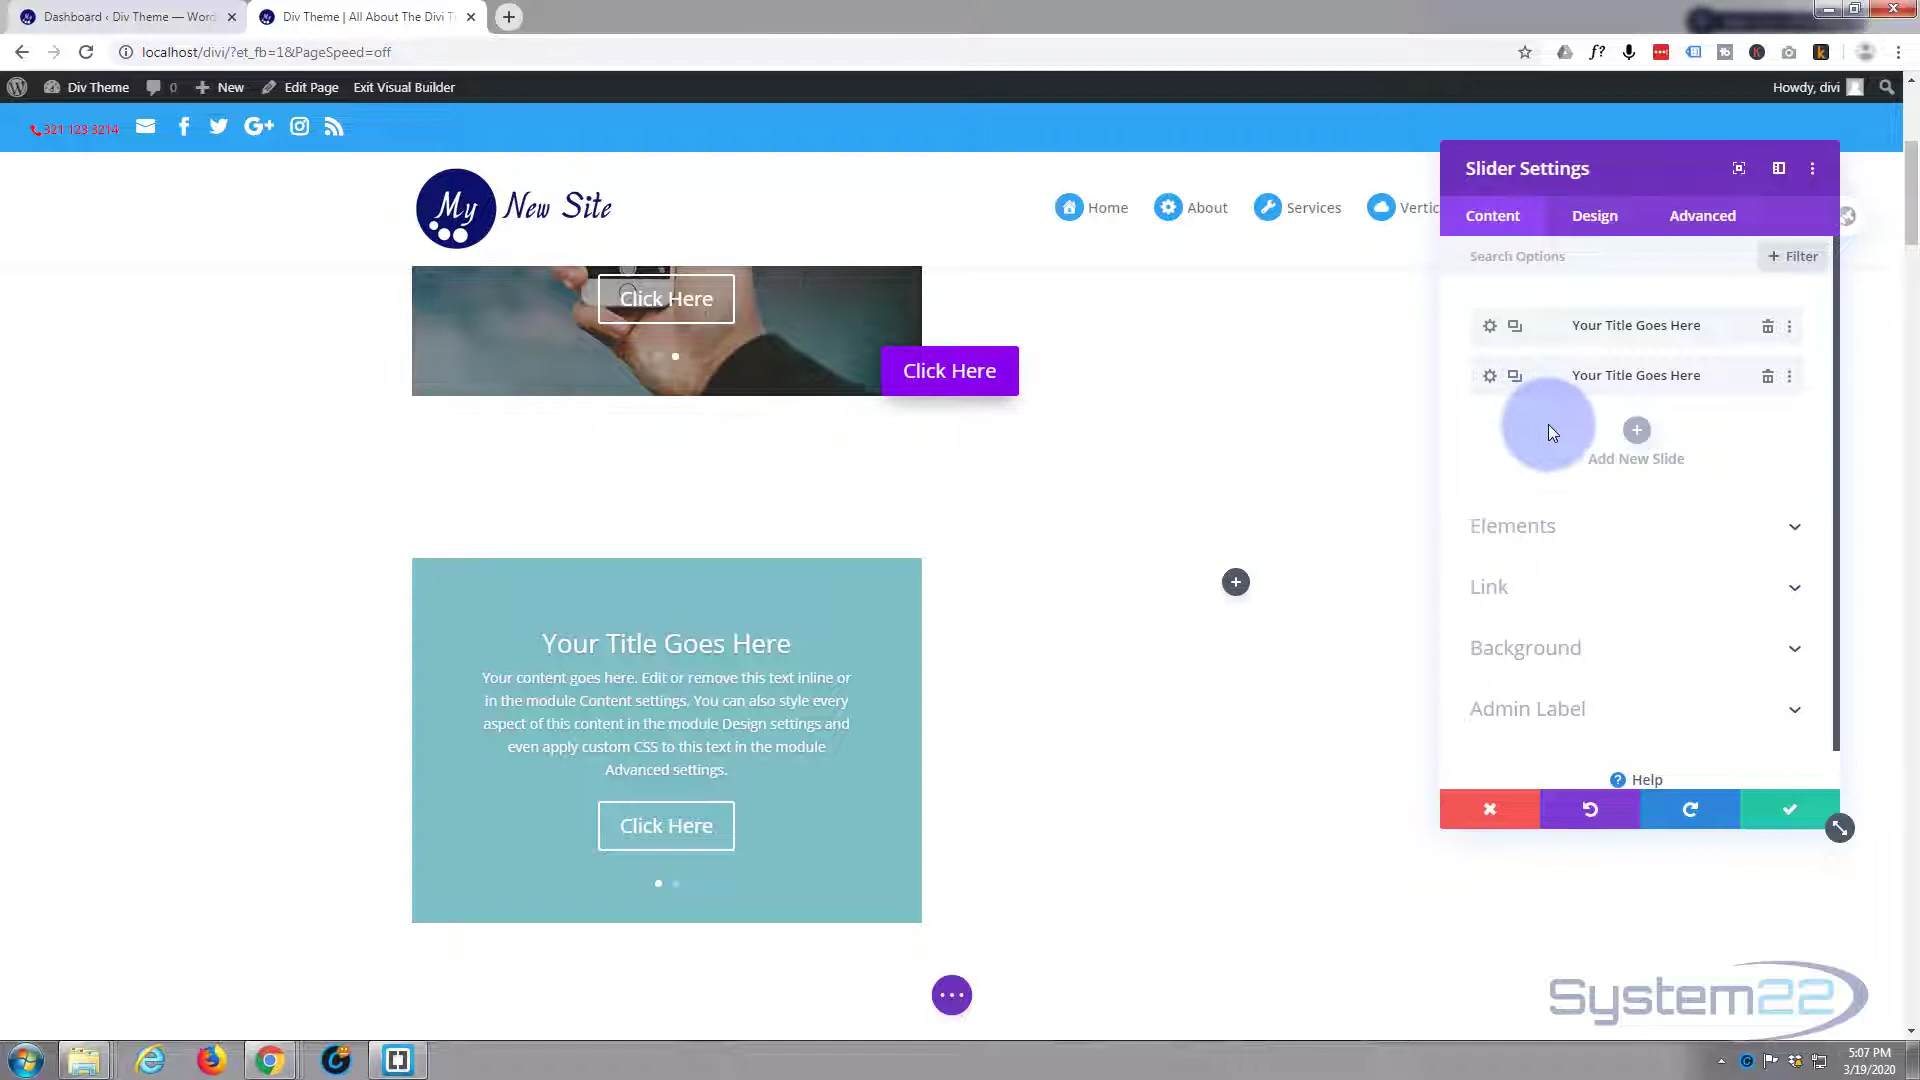 Dashboard ‹ Div Theme — Word
Div Theme | All About The Divi T
localhost/divi/?et_fb=1&PageSpeed=off
f?
Div Theme
0
New
Edit Page
Exit Visual Builder
Howdy, divi
321 123 3214
My New Site
Home
About
Services
Vertic
Slider Settings
Content
Design
Advanced
Search Options
+ Filter
Your Title Goes Here
Your Title Goes Here
Add New Slide
Elements
Link
Background
Admin Label
Help
Click Here
Click Here
Your Title Goes Here
Your content goes here. Edit or remove this text inline or
in the module Content settings. You can also style every
aspect of this content in the module Design settings and
even apply custom CSS to this text in the module
Advanced settings.
Click Here
System22
5:07 PM
3/19/2020